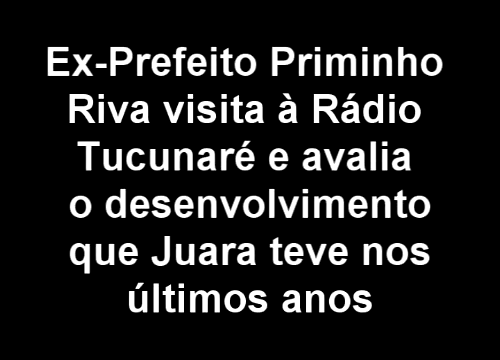 Ex-Prefeito Priminho
Riva visita à Rádio
Tucunaré e avalia
o desenvolvimento
que Juara teve nos
últimos anos